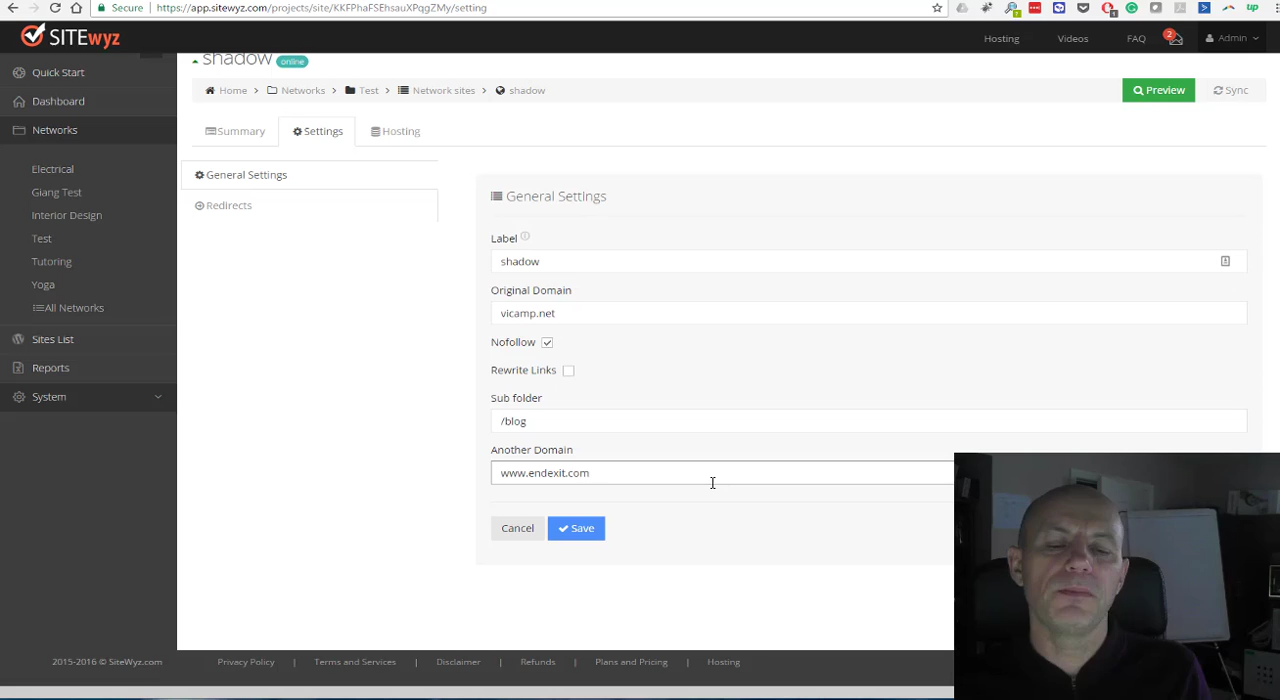 Secure https://app.sitewyz.com/projects/site/KKFPhaFSEhsauXPqgZMy/setting
SITEwyz
Hosting Videos FAQ 2 Admin
Quick Start
Dashboard
Networks
Electrical
Giang Test
Interior Design
Test
Tutoring
Yoga
All Networks
Sites List
Reports
System
shadow online
Home > Networks > Test > Network sites > shadow
Preview Sync
Summary Settings Hosting
General Settings
Redirects
General Settings
Label
shadow
Original Domain
vicamp.net
Nofollow
Rewrite Links
Sub folder
/blog
Another Domain
www.endexit.com
Cancel Save
2015-2016 © SiteWyz.com Privacy Policy | Terms and Services | Disclaimer | Refunds | Plans and Pricing | Hosting